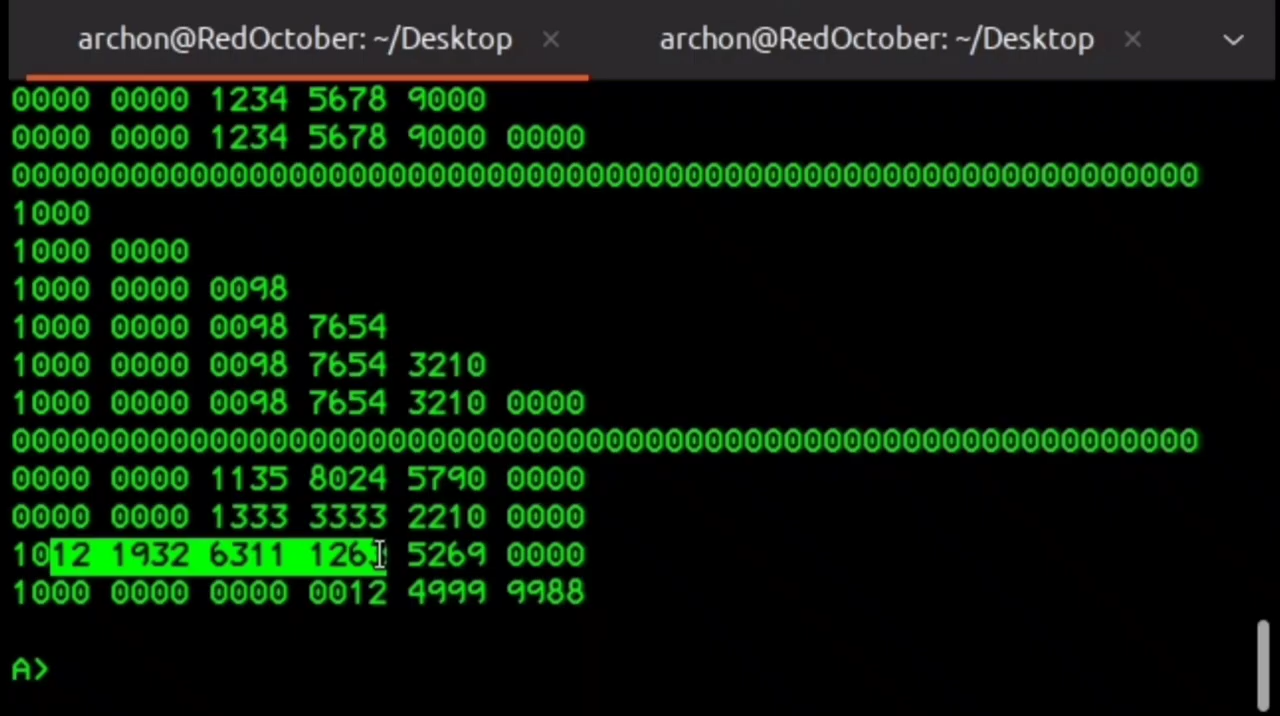 archon@RedOctober: ~/Desktop × archon@RedOctober: ~/Desktop ×
0000 0000 1234 5678 9000
0000 0000 1234 5678 9000 0000
000000000000000000000000000000000000000000000000000000000000
1000
1000 0000
1000 0000 0098
1000 0000 0098 7654
1000 0000 0098 7654 3210
1000 0000 0098 7654 3210 0000
000000000000000000000000000000000000000000000000000000000000
0000 0000 1135 8024 5790 0000
0000 0000 1333 3333 2210 0000
1012 1932 6311 1263 5269 0000
1000 0000 0000 0012 4999 9988
A>